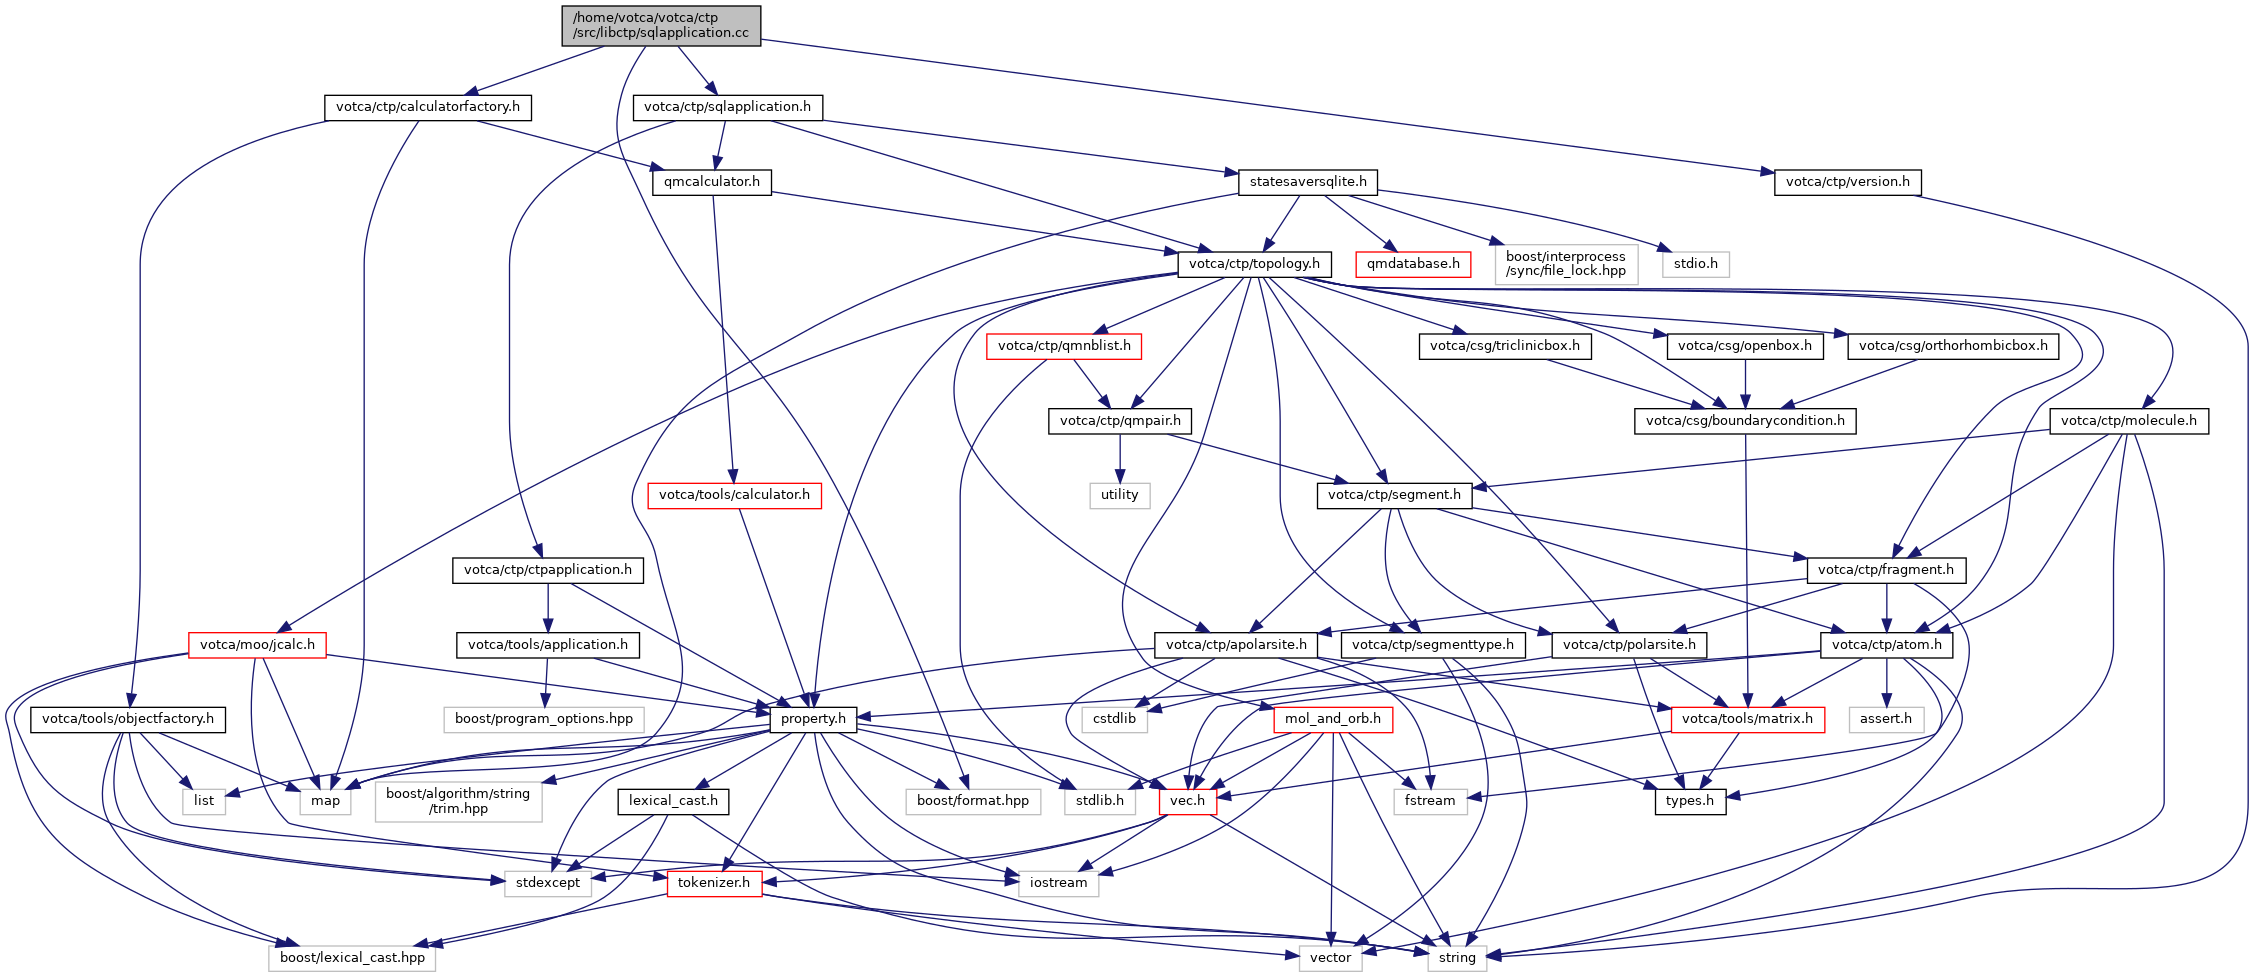 /home/votca/votca/ctp
/src/libctp/sqlapplication.cc
votca/ctp/calculatorfactory.h
votca/ctp/sqlapplication.h
qmcalculator.h
statesaversqlite.h
votca/ctp/version.h
votca/ctp/topology.h
qmdatabase.h
boost/interprocess
/sync/file_lock.hpp
stdio.h
votca/ctp/qmnblist.h
votca/csg/triclinicbox.h
votca/csg/openbox.h
votca/csg/orthorhombicbox.h
votca/ctp/qmpair.h
votca/csg/boundarycondition.h
votca/ctp/molecule.h
votca/tools/calculator.h
utility
votca/ctp/segment.h
votca/ctp/ctpapplication.h
votca/ctp/fragment.h
votca/moo/jcalc.h
votca/tools/application.h
votca/ctp/apolarsite.h
votca/ctp/segmenttype.h
votca/ctp/polarsite.h
votca/ctp/atom.h
votca/tools/objectfactory.h
boost/program_options.hpp
property.h
cstdlib
mol_and_orb.h
votca/tools/matrix.h
assert.h
list
map
boost/algorithm/string
/trim.hpp
lexical_cast.h
boost/format.hpp
stdlib.h
vec.h
fstream
types.h
stdexcept
tokenizer.h
iostream
boost/lexical_cast.hpp
vector
string